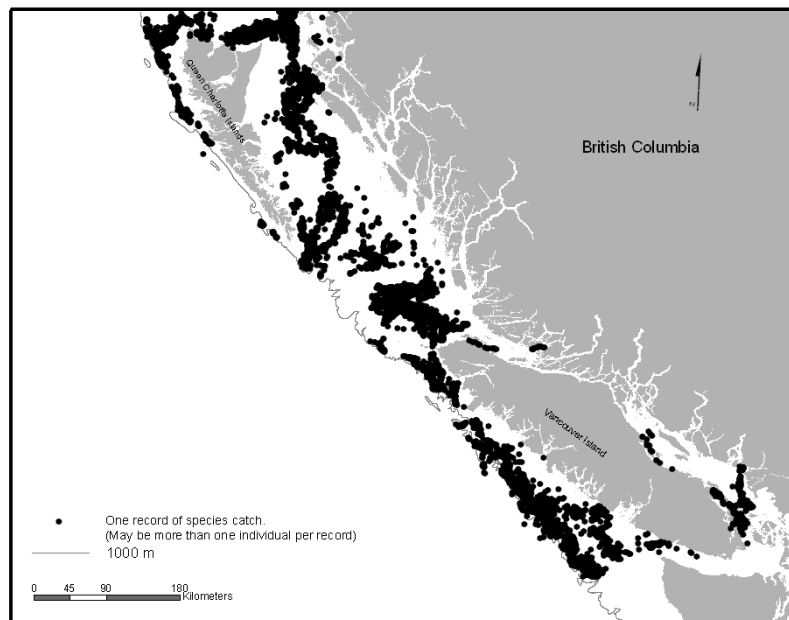 Queen Charlotte Islands
N
British Columbia
Vancouver Island
One record of species catch.
(May be more than one individual per record)
1000 m
0 45 90 180
Kilometers